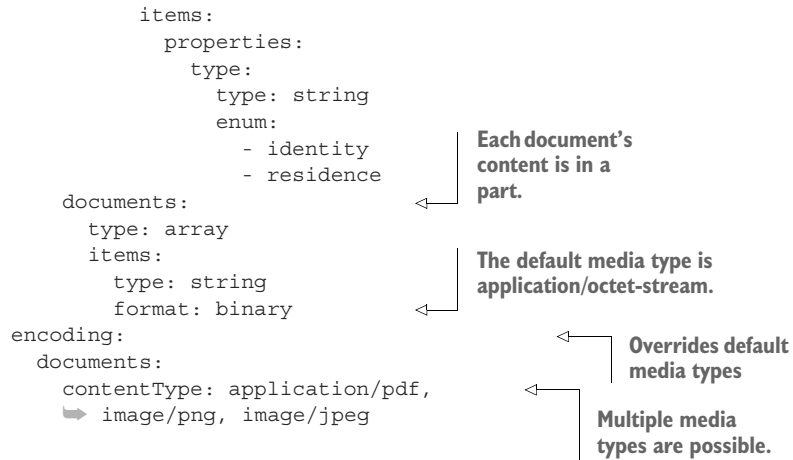 items:
properties:
type:
type: string
enum:
- identity
- residence
documents:
type: array
items:
type: string
format: binary
encoding:
documents:
contentType: application/pdf,
➥ image/png, image/jpeg
Each document's
content is in a
part.
The default media type is
application/octet-stream.
Overrides default
media types
Multiple media
types are possible.